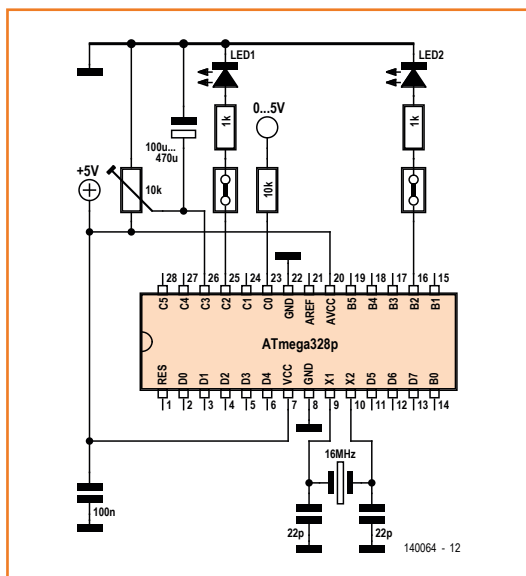 LED1
LED2
0...5V
1k
1k
100u...
470u
+5V
10k
10k
28 27 26 25 24 23 22 21 20 19 18 17 16 15
C5 C4 C3 C2 C1 C0 GND AREF AVCC B5 B4 B3 B2 B1
ATmega328p
RES D0 D1 D2 D3 D4 VCC GND X1 X2 D5 D6 D7 B0
1 2 3 4 5 6 7 8 9 10 11 12 13 14
16MHz
100n
22p
22p
140064 - 12